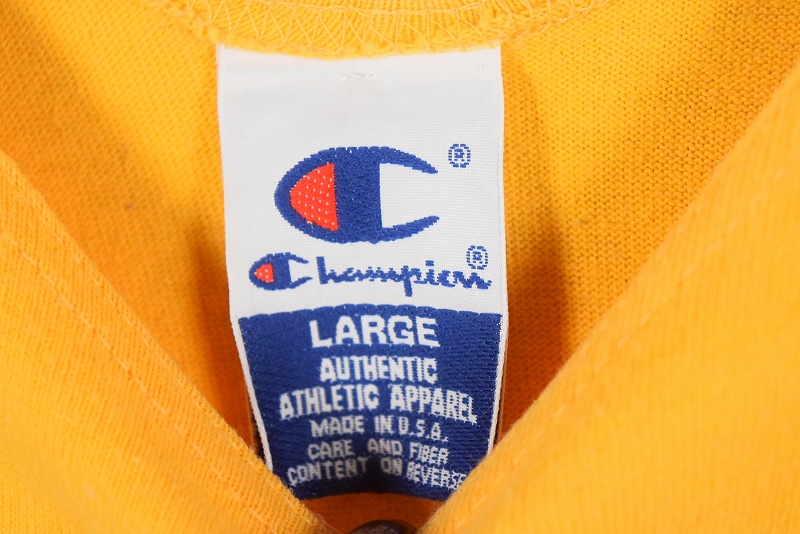 ®
Champion®
LARGE
AUTHENTIC
ATHLETIC APPAREL
MADE IN U.S.A.
CARE AND FIBER
CONTENT ON REVERSE